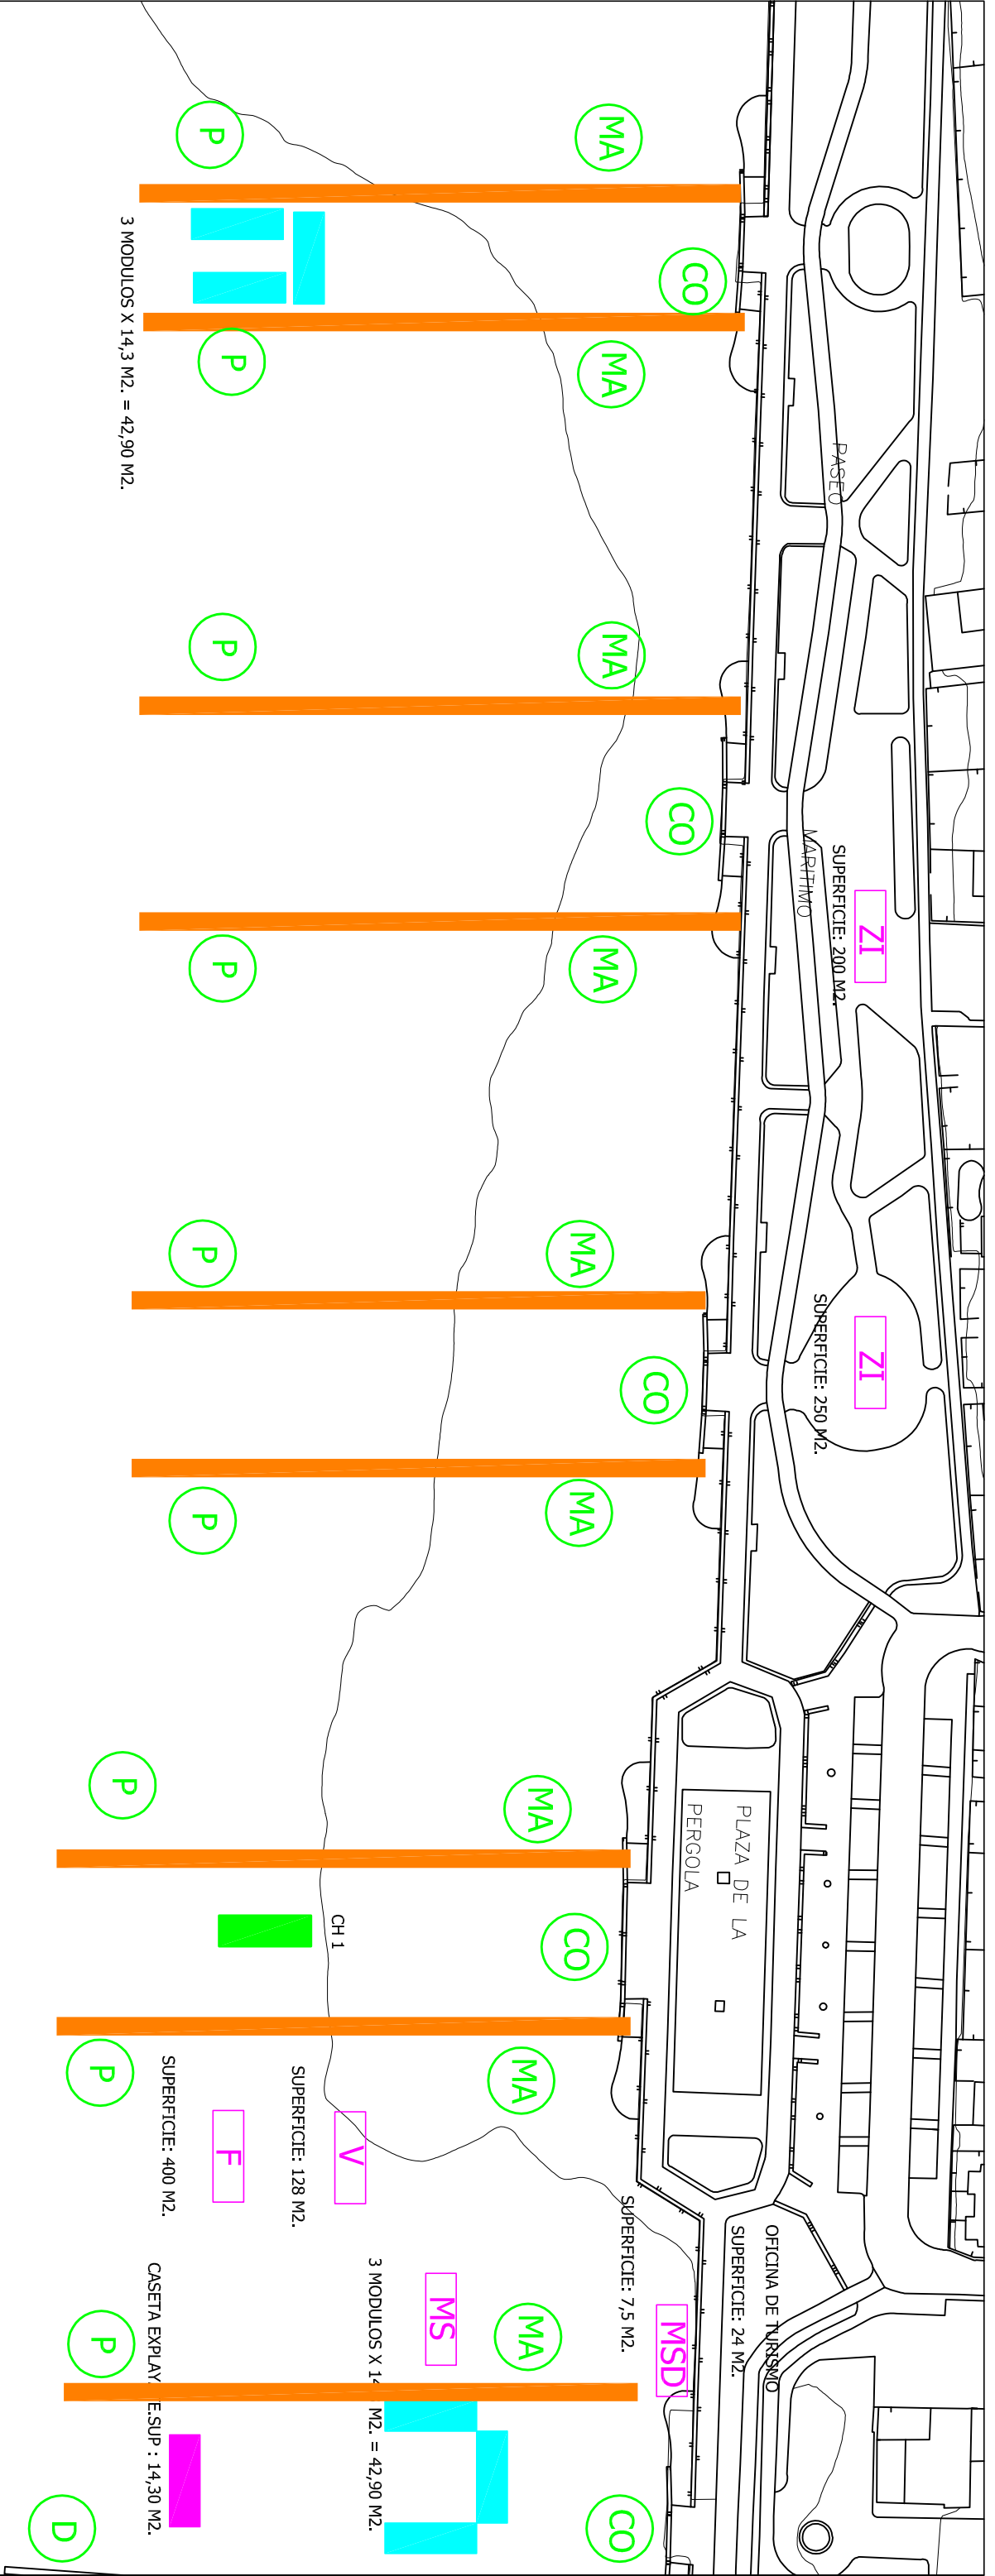 P
MA
CO
3 MODULOS X 14,3 M2. = 42,90 M2.
P
MA
PASEO
P
MA
CO
MARITIMO
SUPERFICIE: 200 M2.
ZI
P
MA
P
MA
CO
SUPERFICIE: 250 M2.
ZI
P
MA
P
MA
CH 1
CO
PLAZA DE LA
PERGOLA
P
MA
SUPERFICIE: 400 M2.
F
SUPERFICIE: 128 M2.
V
SUPERFICIE: 7,5 M2.
MSD
OFICINA DE TURISMO
SUPERFICIE: 24 M2.
MS
3 MODULOS X 14 M2. = 42,90 M2.
P
MA
CASETA EXPLAY. E.SUP : 14,30 M2.
D
CO